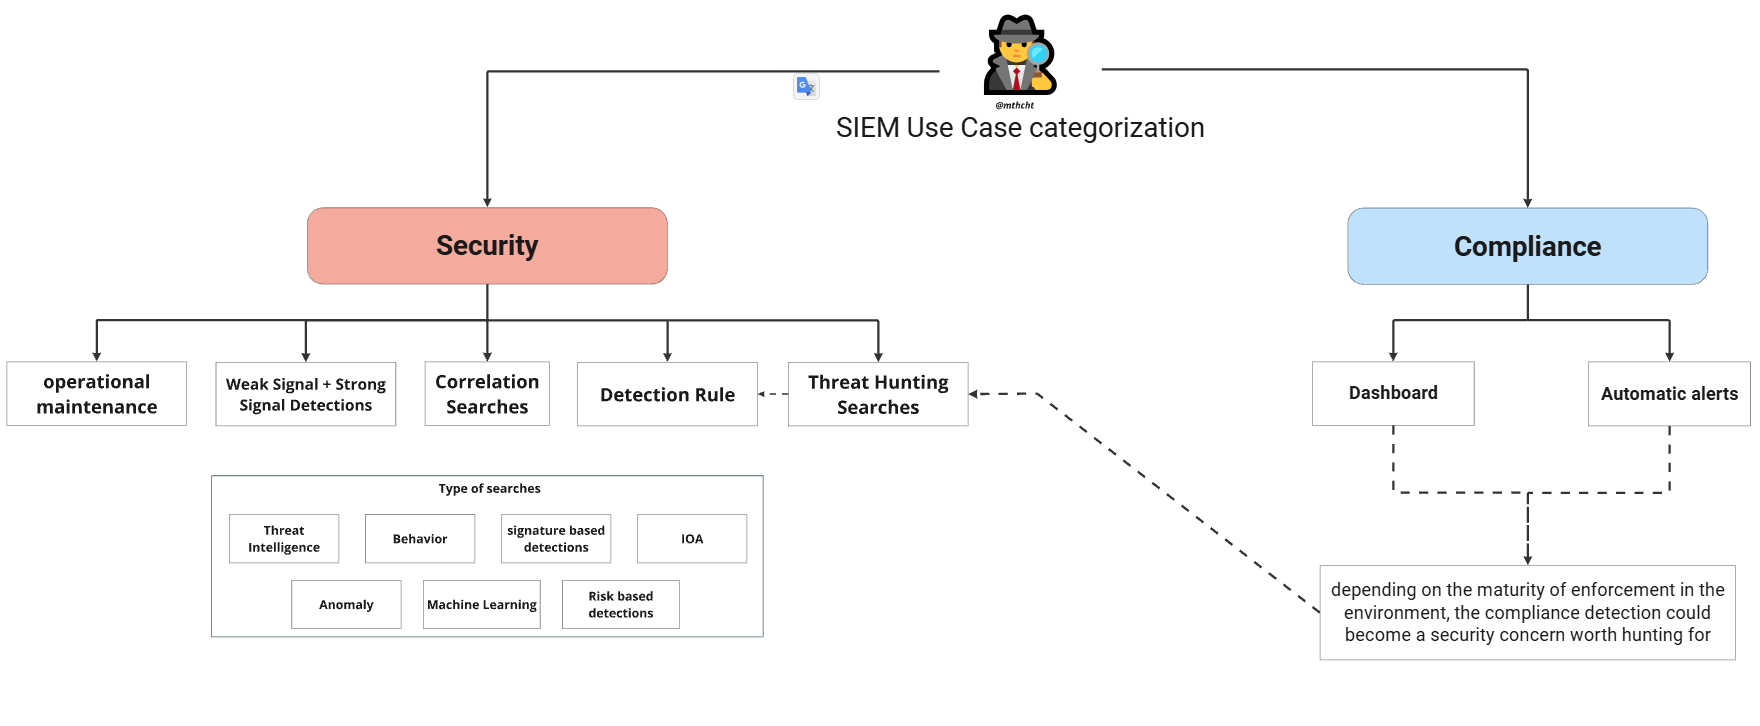 @mthcht
SIEM Use Case categorization
Security
Compliance
operational
maintenance
Weak Signal + Strong
Signal Detections
Correlation
Searches
Detection Rule
Threat Hunting
Searches
Dashboard
Automatic alerts
Type of searches
Threat
Intelligence
Behavior
signature based
detections
IOA
Anomaly
Machine Learning
Risk based
detections
depending on the maturity of enforcement in the
environment, the compliance detection could
become a security concern worth hunting for